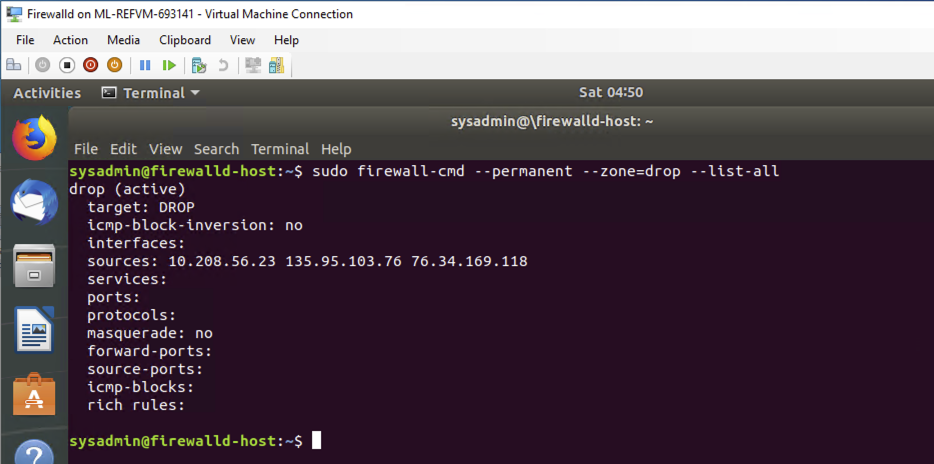 Firewalld on ML-REFVM-693141 - Virtual Machine Connection
File Action Media Clipboard View Help
Activities Terminal Sat 04:50
sysadmin@\firewalld-host: ~
File Edit View Search Terminal Help
sysadmin@firewalld-host:~$ sudo firewall-cmd --permanent --zone=drop --list-all
drop (active)
  target: DROP
  icmp-block-inversion: no
  interfaces:
  sources: 10.208.56.23 135.95.103.76 76.34.169.118
  services:
  ports:
  protocols:
  masquerade: no
  forward-ports:
  source-ports:
  icmp-blocks:
  rich rules:
sysadmin@firewalld-host:~$